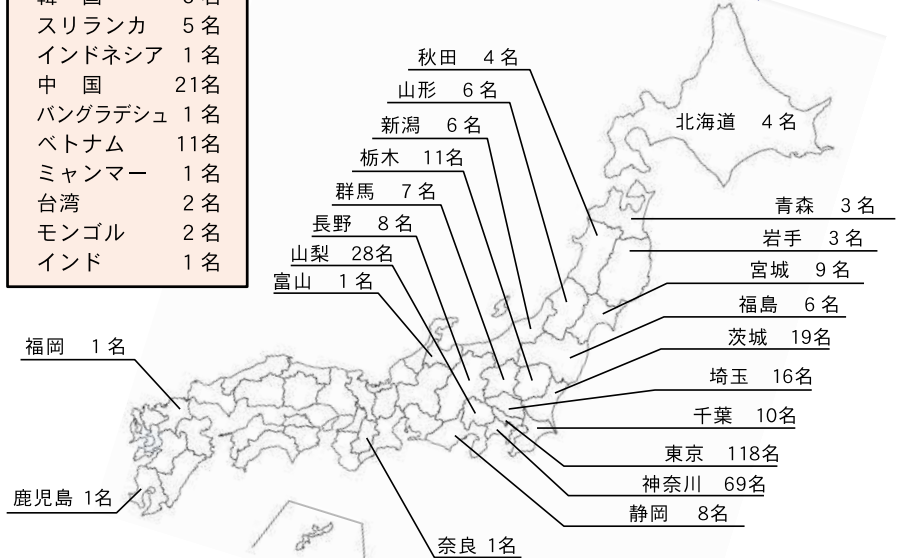 スリランカ 5名
インドネシア 1名
中 国 21名
バングラデシュ 1名
ベトナム 11名
ミャンマー 1名
台湾 2名
モンゴル 2名
インド 1名
秋田 4名
山形 6名
新潟 6名
栃木 11名
群馬 7名
長野 8名
山梨 28名
富山 1名
福岡 1名
鹿児島 1名
北海道 4名
青森 3名
岩手 3名
宮城 9名
福島 6名
茨城 19名
埼玉 16名
千葉 10名
東京 118名
神奈川 69名
静岡 8名
奈良 1名